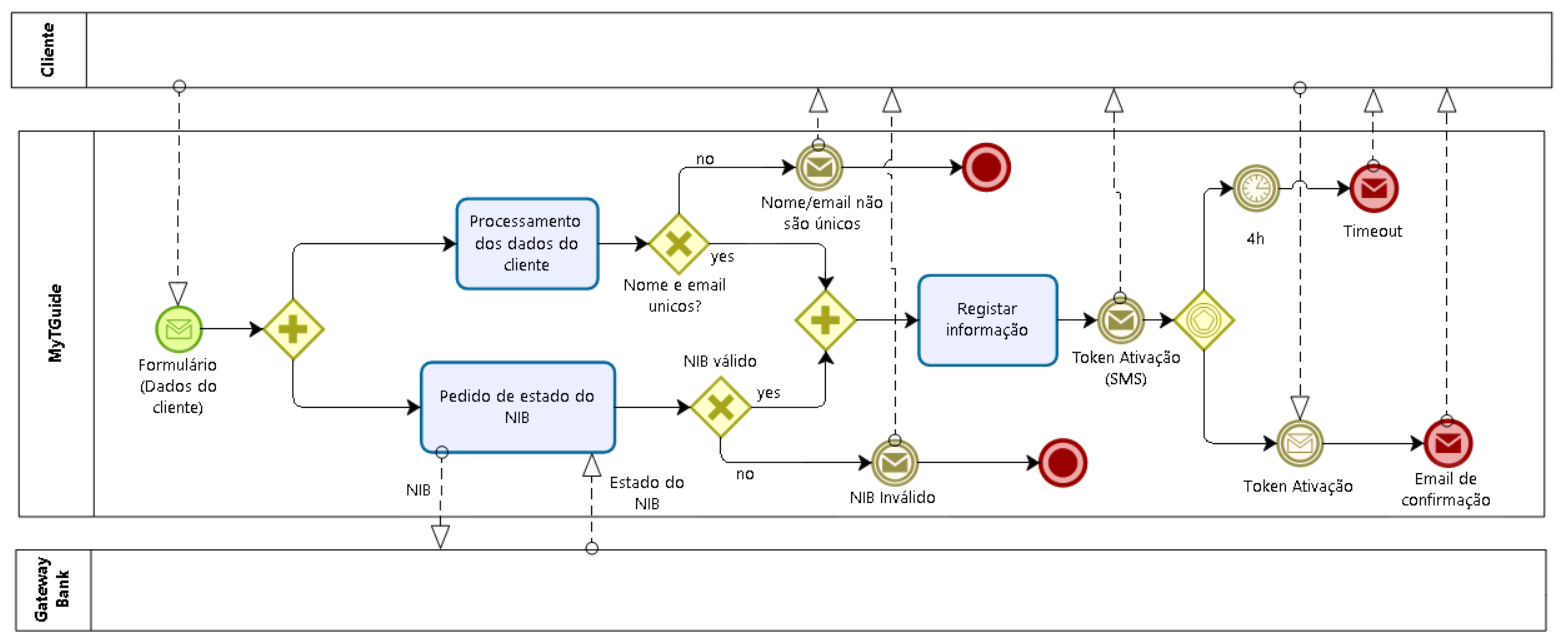 Cliente
MyTGuide
Formulário
(Dados do
cliente)
Processamento
dos dados do
cliente
Nome e email
unicos?
no
yes
Nome/email não
são únicos
Pedido de estado do
NIB
NIB
Estado do
NIB
NIB válido
yes
no
NIB Inválido
Registar
informação
Token Ativação
(SMS)
4h
Timeout
Token Ativação
Email de
confirmação
Gateway
Bank